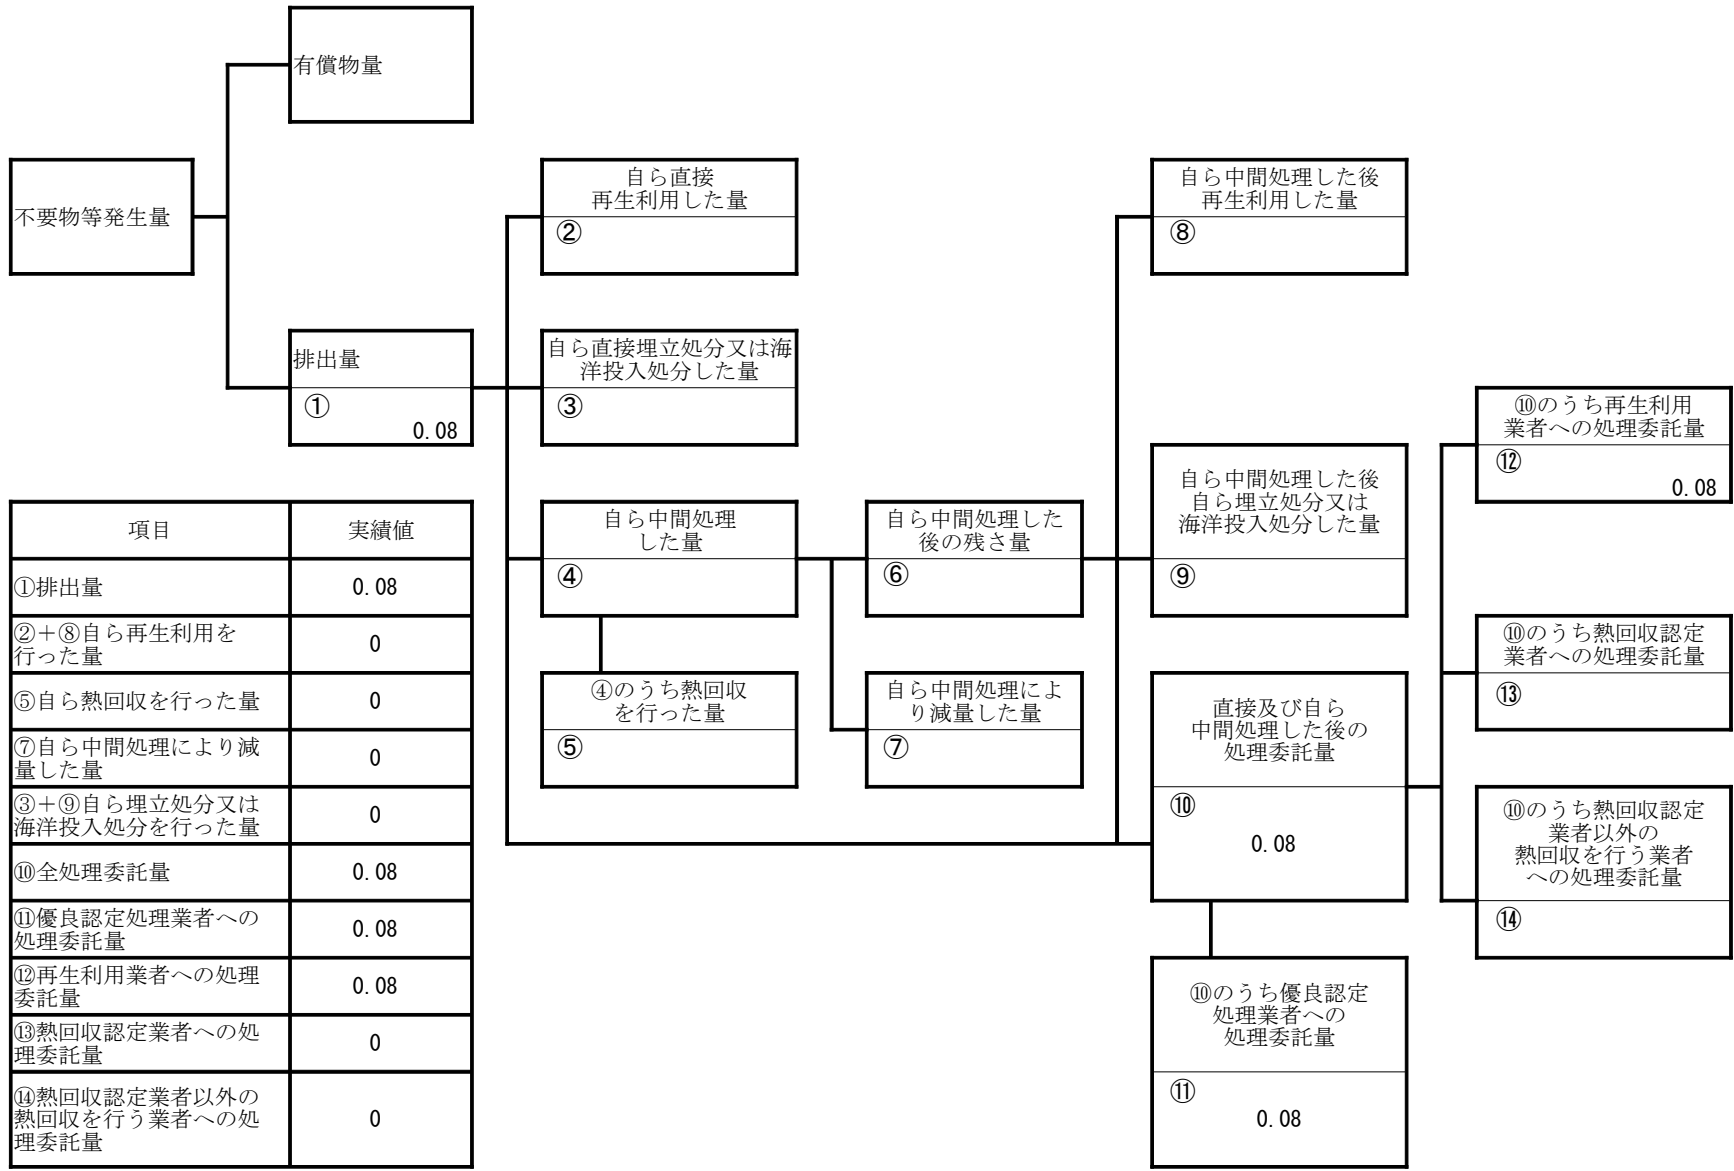 有償物量
不要物等発生量
自ら直接
再生利用した量
②
自ら中間処理した後
再生利用した量
⑧
排出量
①
0.08
自ら直接埋立処分又は海
洋投入処分した量
③
⑩のうち再生利用
業者への処理委託量
⑫
0.08
自ら中間処理した後
自ら埋立処分又は
海洋投入処分した量
⑨
自ら中間処理
した量
④
自ら中間処理した
後の残さ量
⑥
⑩のうち熱回収認定
業者への処理委託量
⑬
④のうち熱回収
を行った量
⑤
自ら中間処理によ
り減量した量
⑦
直接及び自ら
中間処理した後の
処理委託量
⑩
0.08
⑩のうち熱回収認定
業者以外の
熱回収を行う業者
への処理委託量
⑭
⑩のうち優良認定
処理業者への
処理委託量
⑪
0.08
項目 実績値
①排出量 0.08
②+⑧自ら再生利用を
行った量 0
⑤自ら熱回収を行った量 0
⑦自ら中間処理により減
量した量 0
③+⑨自ら埋立処分又は
海洋投入処分を行った量 0
⑩全処理委託量 0.08
⑪優良認定処理業者への
処理委託量 0.08
⑫再生利用業者への処理
委託量 0.08
⑬熱回収認定業者への処
理委託量 0
⑭熱回収認定業者以外の
熱回収を行う業者への処
理委託量 0